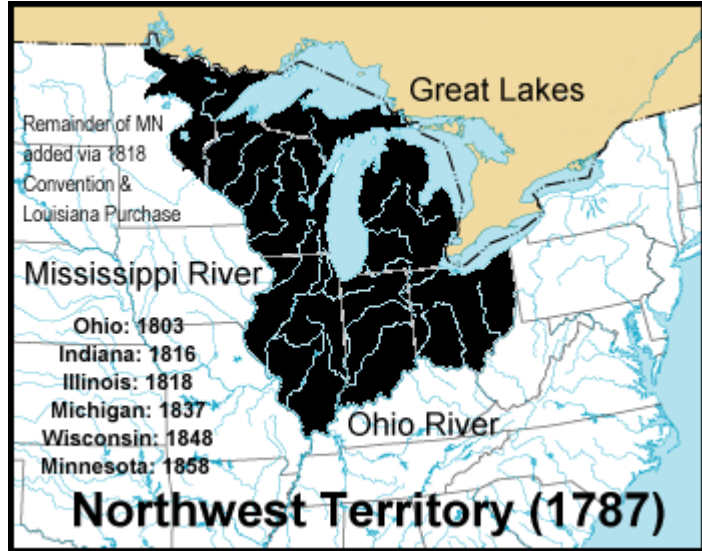 Great Lakes
Remainder of MN
added via 1818
Convention &
Louisiana Purchase
Mississippi River
Ohio: 1803
Indiana: 1816
Illinois: 1818
Michigan: 1837
Wisconsin: 1848
Minnesota: 1858
Ohio River
Northwest Territory (1787)